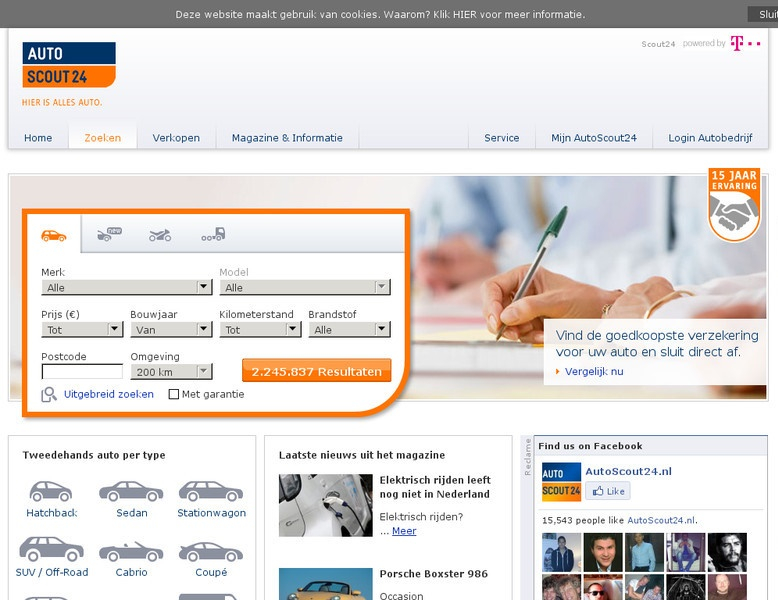 Deze website maakt gebruik van cookies. Waarom? Klik HIER voor meer informatie.
Slui
AUTO
SCOUT 24
HIER IS ALLES AUTO.
Scout24 powered by T
Home Zoeken Verkopen Magazine & Informatie Service Mijn AutoScout24 Login Autobedrijf
15 JAAR
ERVARING
new
Merk Model
Alle Alle
Prijs (€) Bouwjaar Kilometerstand Brandstof
Tot Van Tot Alle
Postcode Omgeving
200 km 2.245.837 Resultaten
Uitgebreid zoeken Met garantie
Vind de goedkoopste verzekering
voor uw auto en sluit direct af.
Vergelijk nu
Tweedehands auto per type
Hatchback Sedan Stationwagon
SUV / Off-Road Cabrio Coupé
Laatste nieuws uit het magazine
Elektrisch rijden leeft
nog niet in Nederland
Elektrisch rijden?
... Meer
Porsche Boxster 986
Occasion
Reclame
Find us on Facebook
AUTO
SCOUT 24
AutoScout24.nl
Like
15,543 people like AutoScout24.nl.